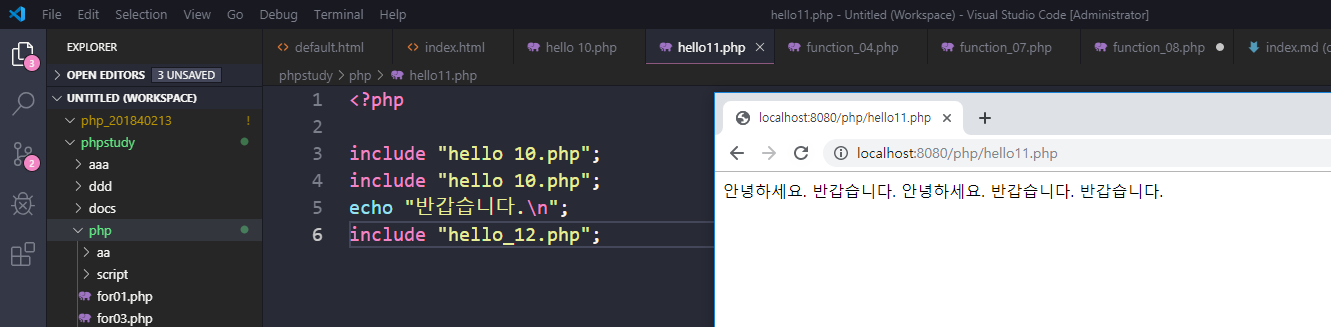 File Edit Selection View Go Debug Terminal Help hello11.php - Untitled (Workspace) - Visual Studio Code [Administrator]
EXPLORER
default.html index.html hello 10.php hello11.php function_04.php function_07.php function_08.php index.md (c
3
OPEN EDITORS 3 UNSAVED
UNTITLED (WORKSPACE)
php_201840213 !
phpstudy
aaa
ddd
docs
php
aa
script
for01.php
for03.php
2
phpstudy > php > hello11.php
1 <?php
2
3 include "hello 10.php";
4 include "hello 10.php";
5 echo "반갑습니다.\n";
6 include "hello_12.php";
localhost:8080/php/hello11.php
localhost:8080/php/hello11.php
안녕하세요. 반갑습니다. 안녕하세요. 반갑습니다. 반갑습니다.